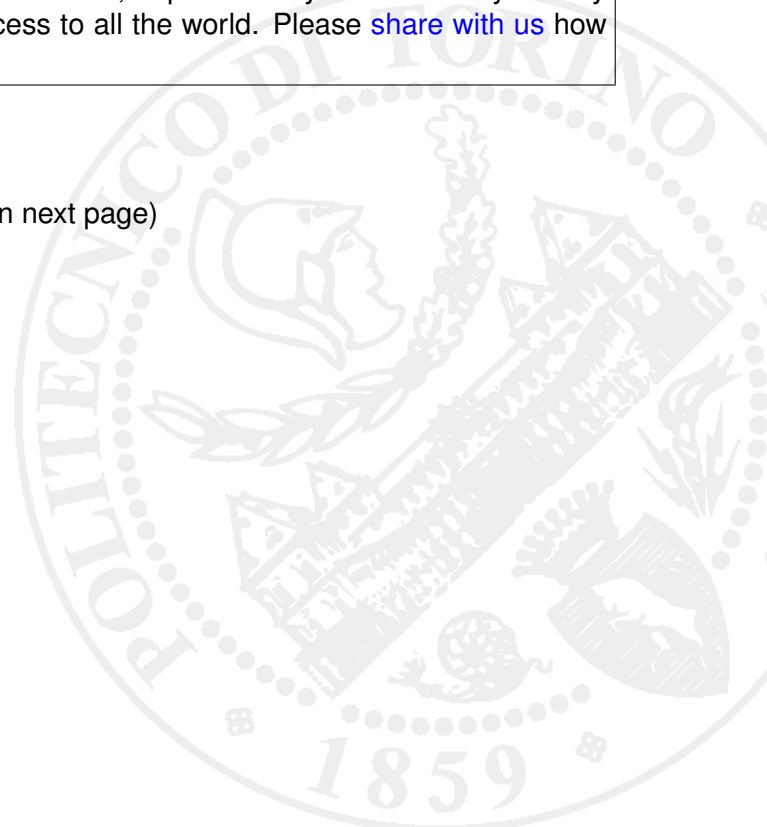 cess to all the world. Please share with us how
n next page)
POLITECNICO DI TORINO
1859